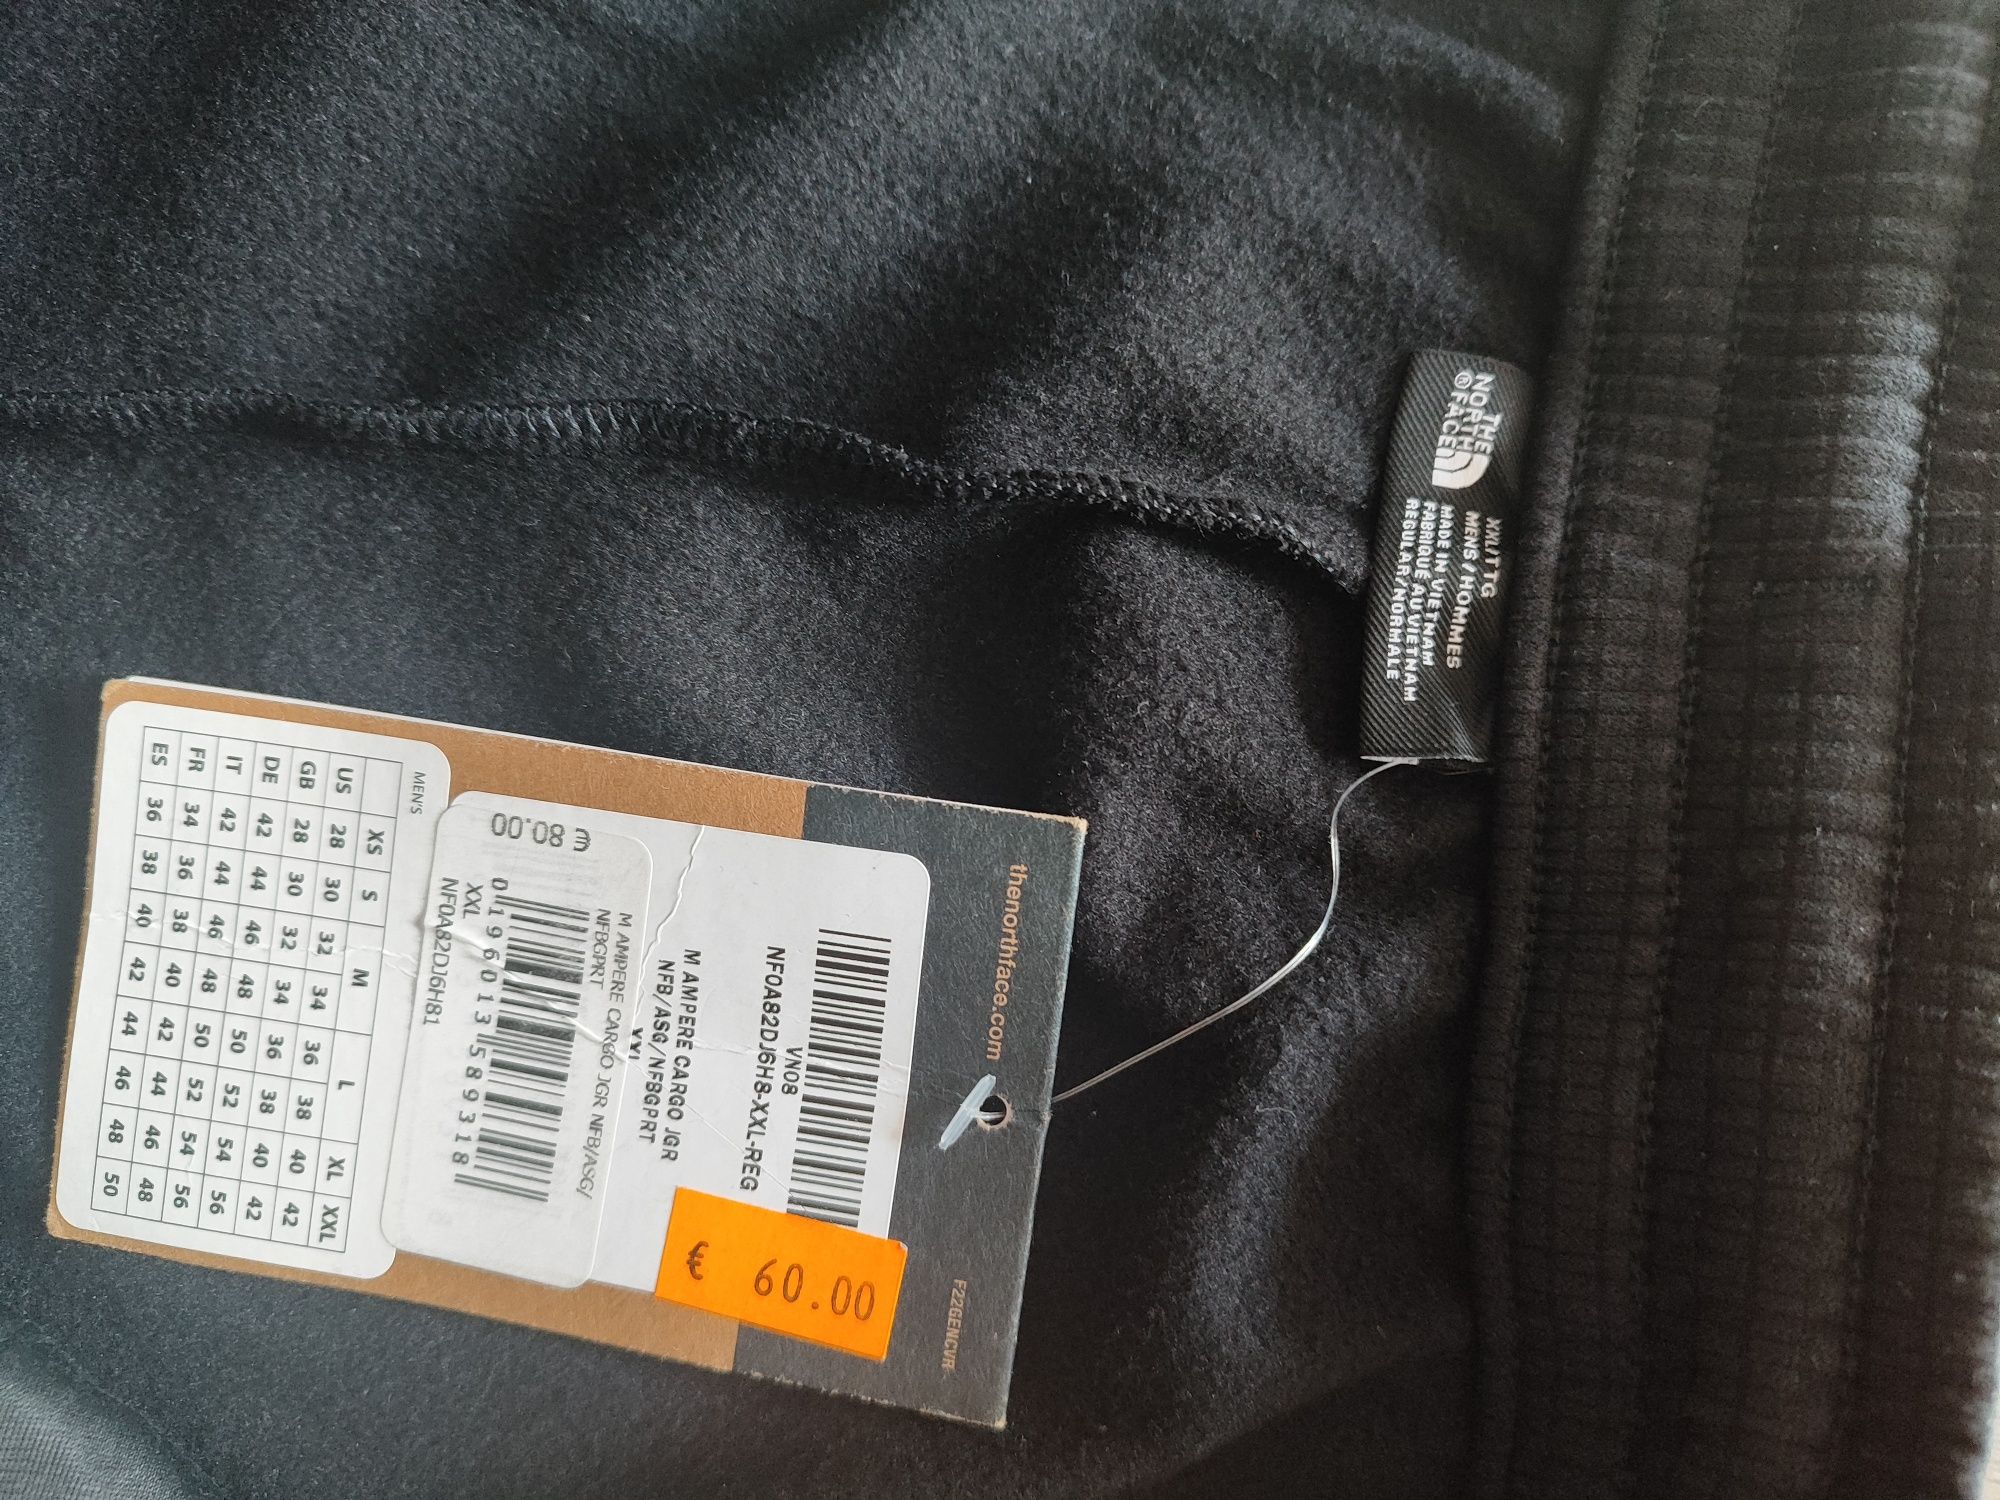 THE
NORTH
FACE®
XXL/TTG
MENS/HOMMES
MADE IN VIETNAM
FABRIQUÉ AU VIETNAM
REGULAR/NORMALE
thenorthface.com
F22GENCVR
VN08
NF0A82DJ6H8-XXL-REG
M AMPERE CARGO JGR
NFB/ASG/NFBGPRT
XXL
€ 60.00
M AMPERE CARGO JGR NFB/ASG/
NFBGPRT
€ 80.00
0196013589318
XXL
NF0A82DJ6H81
MEN'S
XS S M L XL XXL
US 28 30 32 34 36 38 40 42
GB 28 30 32 34 36 38 40 42
DE 42 44 46 48 50 52 54 56
IT 42 44 46 48 50 52 54 56
FR 34 36 38 40 42 44 46 48
ES 36 38 40 42 44 46 48 50